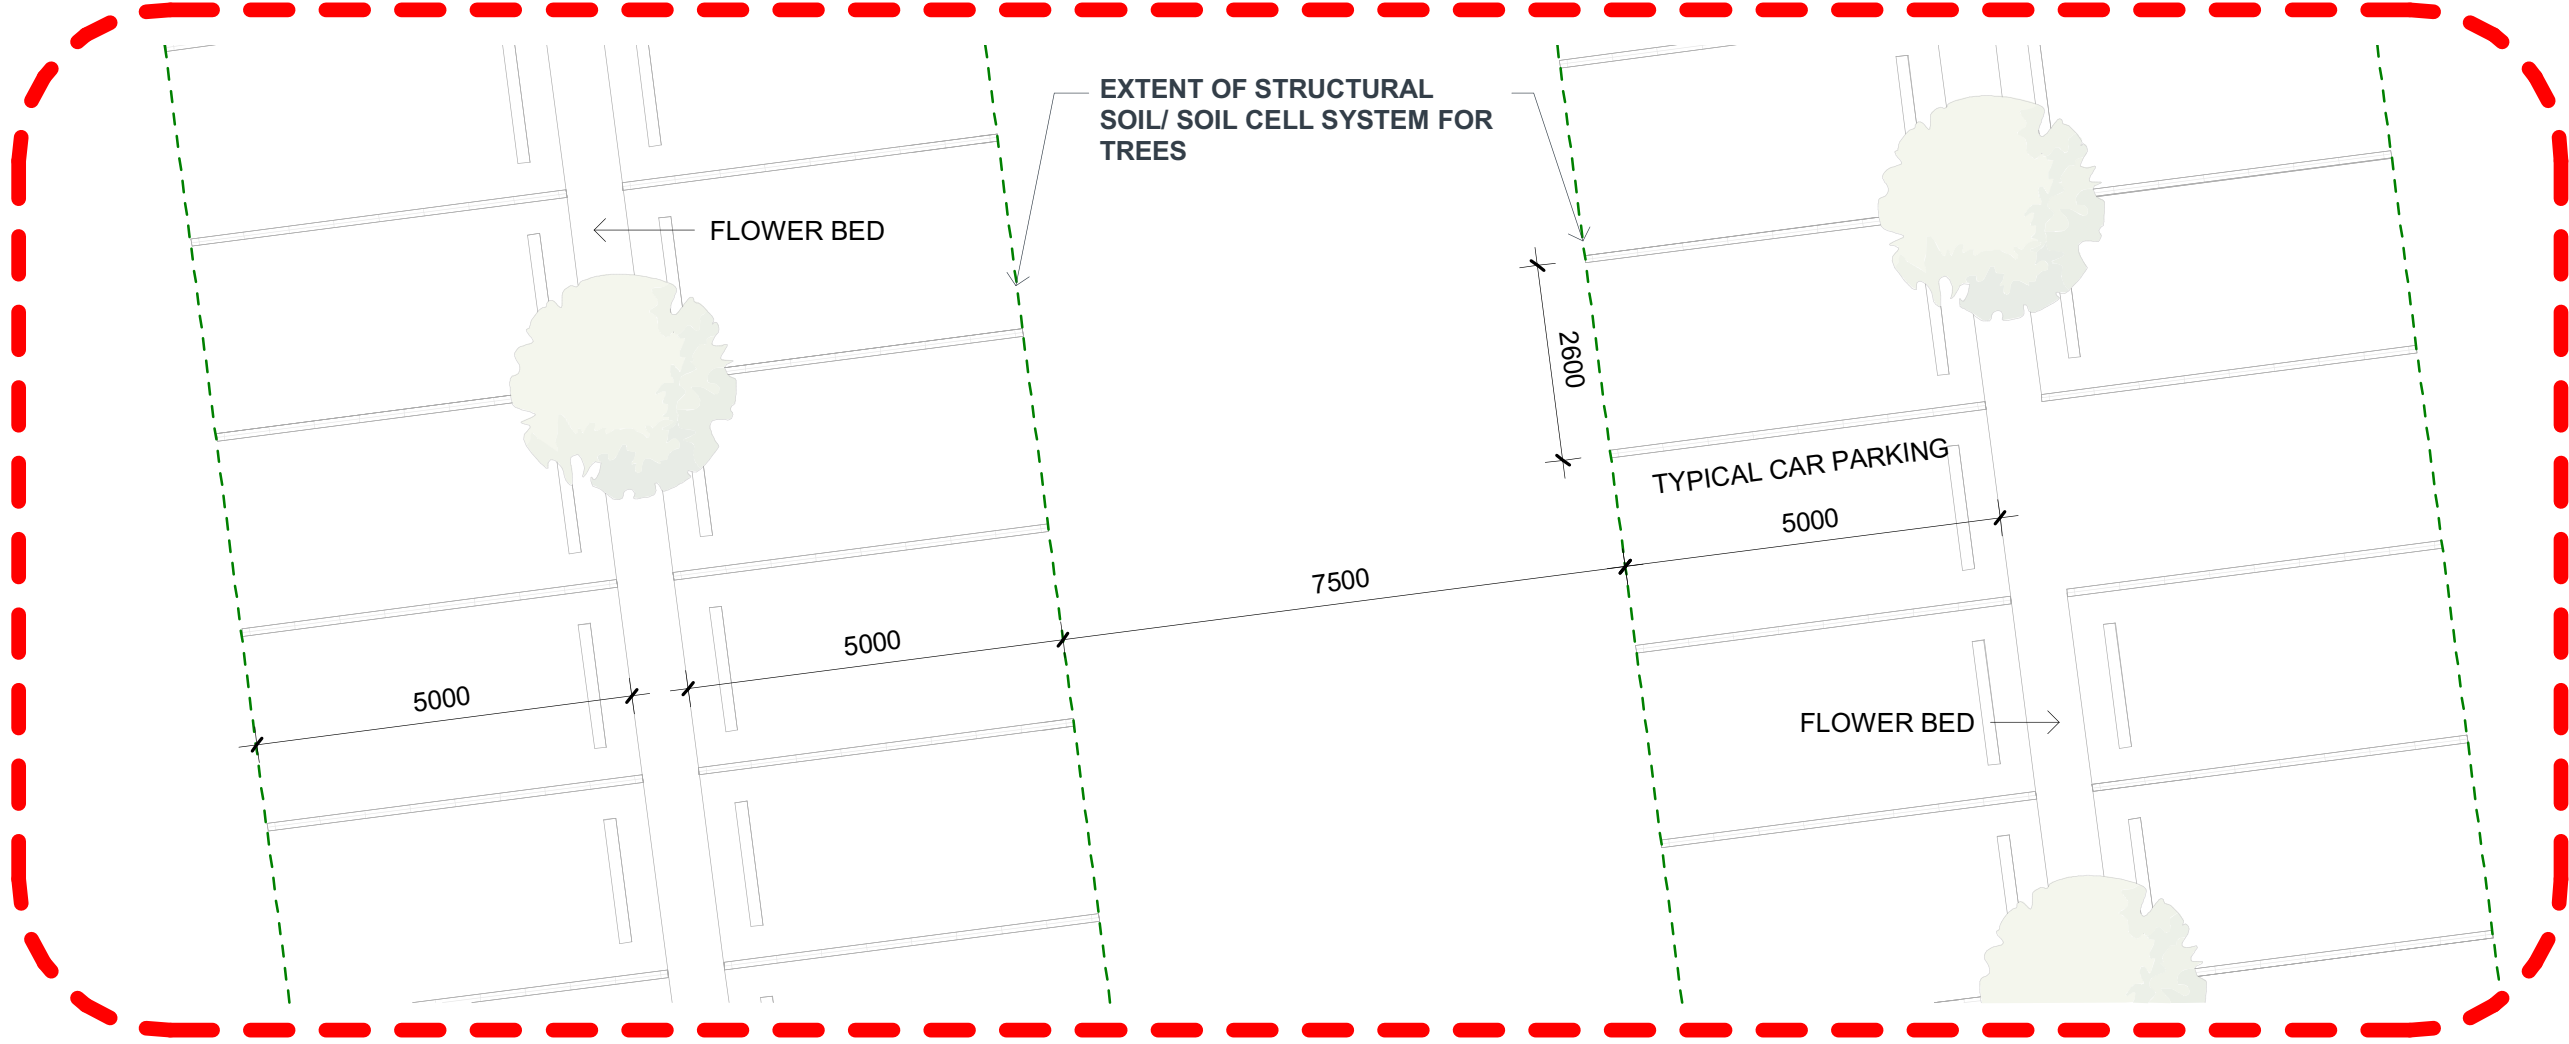 EXTENT OF STRUCTURAL
SOIL/ SOIL CELL SYSTEM FOR
TREES
FLOWER BED
2600
TYPICAL CAR PARKING
5000
7500
5000
5000
FLOWER BED